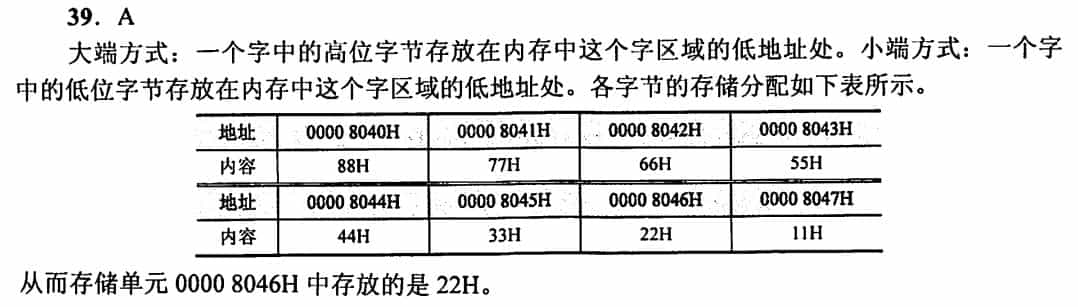 39. A
大端方式：一个字中的高位字节存放在内存中这个字区域的低地址处。小端方式：一个字
中的低位字节存放在内存中这个字区域的低地址处。各字节的存储分配如下表所示。
地址 0000 8040H 0000 8041H 0000 8042H 0000 8043H
内容 88H 77H 66H 55H
地址 0000 8044H 0000 8045H 0000 8046H 0000 8047H
内容 44H 33H 22H 11H
从而存储单元 0000 8046H 中存放的是 22H。